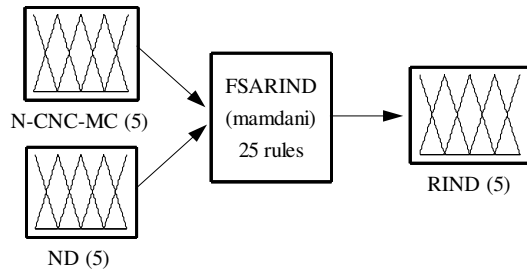 N-CNC-MC (5)
ND (5)
FSARIND
(mamdani)
25 rules
RIND (5)